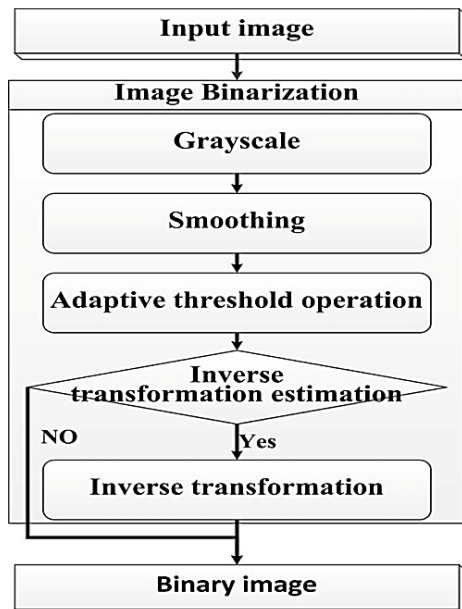 Input image
Image Binarization
Grayscale
Smoothing
Adaptive threshold operation
Inverse
transformation estimation
NO
Yes
Inverse transformation
Binary image